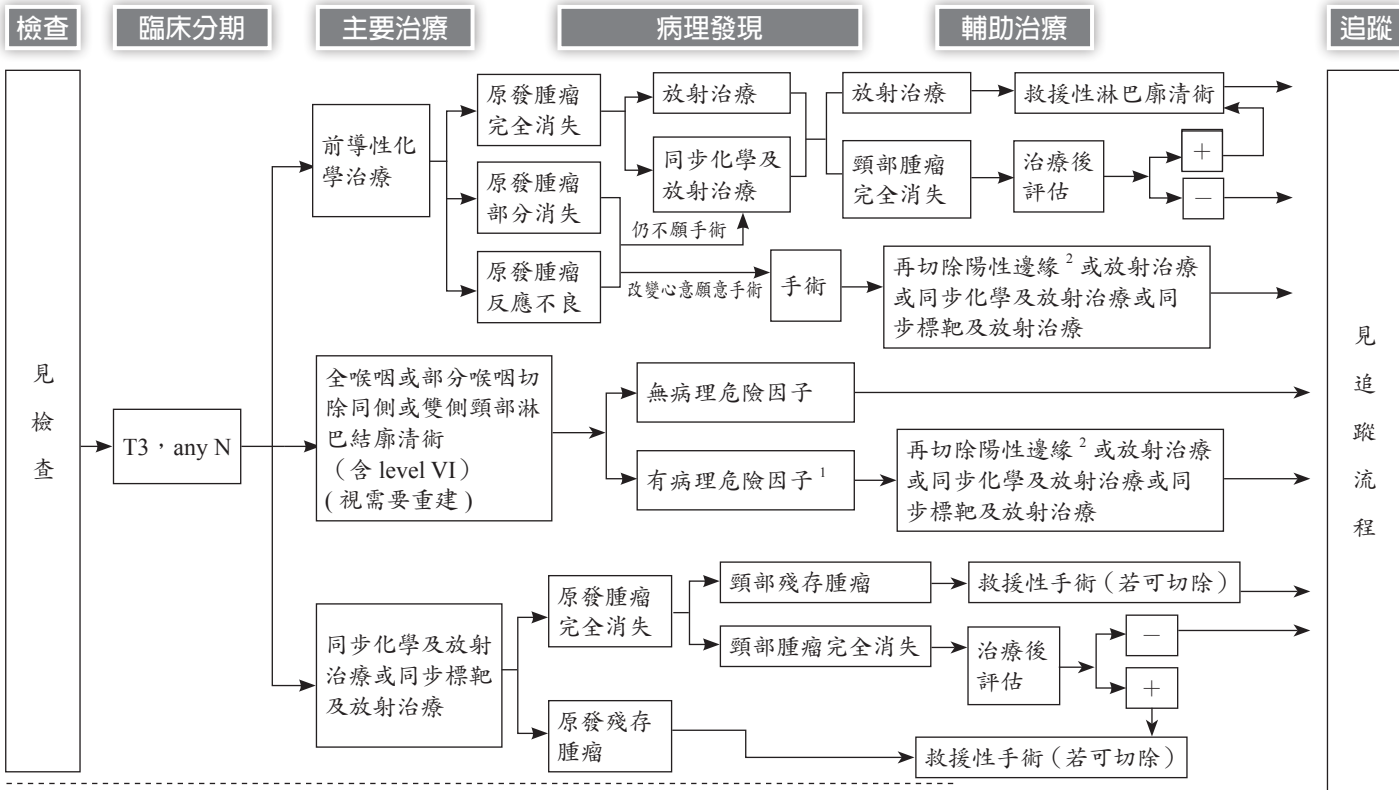 檢查
臨床分期
主要治療
病理發現
輔助治療
追蹤
見
檢
查
T3，any N
前導性化
學治療
原發腫瘤
完全消失
原發腫瘤
部分消失
原發腫瘤
反應不良
放射治療
同步化學及
放射治療
仍不願手術
改變心意願意手術
手術
放射治療
頸部腫瘤
完全消失
救援性淋巴廓清術
治療後
評估
＋
－
再切除陽性邊緣2或放射治療
或同步化學及放射治療或同
步標靶及放射治療
全喉咽或部分喉咽切
除同側或雙側頸部淋
巴結廓清術
（含 level VI）
( 視需要重建 )
無病理危險因子
有病理危險因子1
再切除陽性邊緣2或放射治療
或同步化學及放射治療或同
步標靶及放射治療
同步化學及放射
治療或同步標靶
及放射治療
原發腫瘤
完全消失
原發殘存
腫瘤
頸部殘存腫瘤
頸部腫瘤完全消失
救援性手術（若可切除）
治療後
評估
－
＋
救援性手術（若可切除）
見
追
蹤
流
程